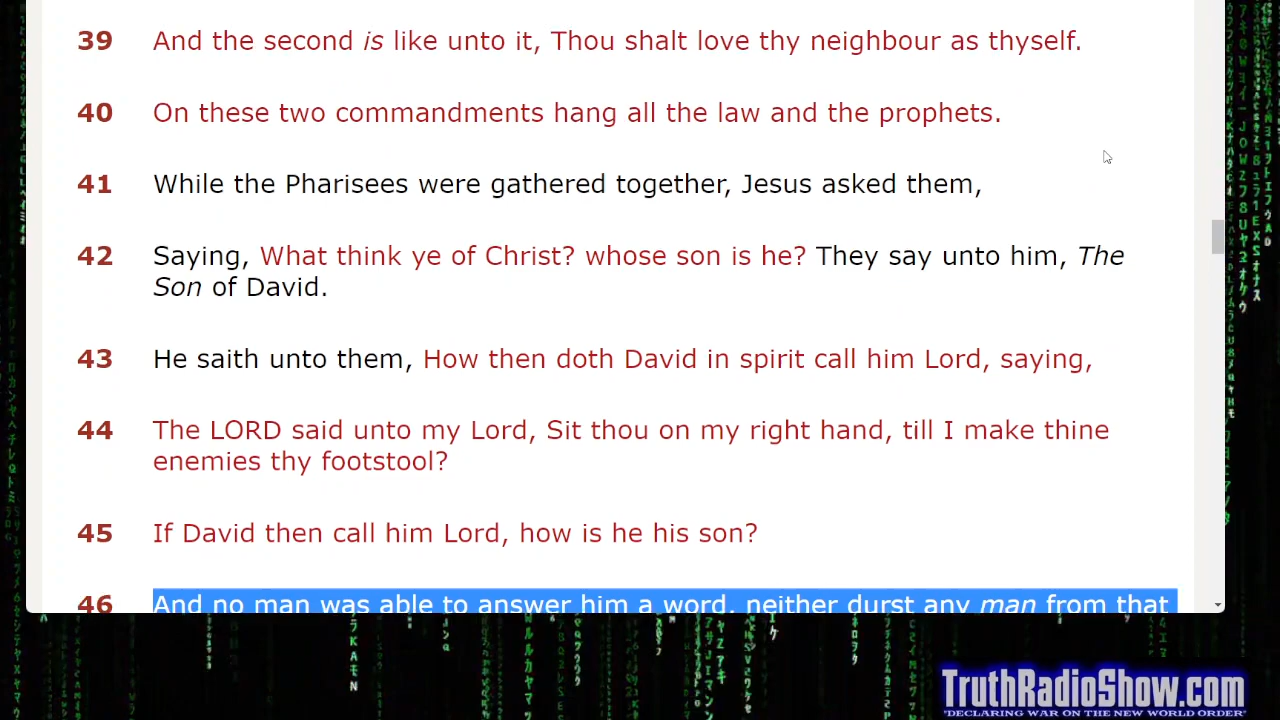 39 And the second is like unto it, Thou shalt love thy neighbour as thyself.
40 On these two commandments hang all the law and the prophets.
41 While the Pharisees were gathered together, Jesus asked them,
42 Saying, What think ye of Christ? whose son is he? They say unto him, The
Son of David.
43 He saith unto them, How then doth David in spirit call him Lord, saying,
44 The LORD said unto my Lord, Sit thou on my right hand, till I make thine
enemies thy footstool?
45 If David then call him Lord, how is he his son?
46 And no man was able to answer him a word, neither durst any man from that
TruthRadioShow.com
"DECLARING WAR ON THE NEW WORLD ORDER"